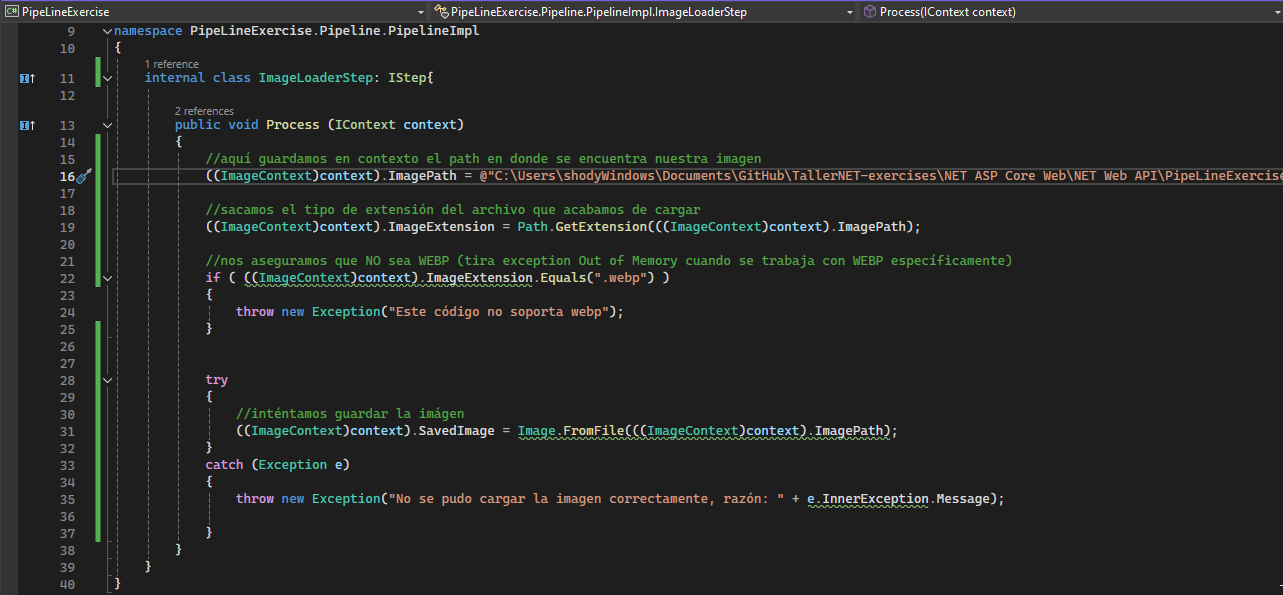 C# PipeLineExercise PipeLineExercise.Pipeline.PipelineImpl.ImageLoaderStep Process(IContext context)
9 namespace PipeLineExercise.Pipeline.PipelineImpl
10 {
1 reference
11 internal class ImageLoaderStep: IStep{
12
2 references
13 public void Process (IContext context)
14 {
15 //aquí guardamos en contexto el path en donde se encuentra nuestra imagen
16 ((ImageContext)context).ImagePath = @"C:\Users\shodyWindows\Documents\GitHub\TallerNET-exercises\NET ASP Core Web\NET Web API\PipeLineExercise
17
18 //sacamos el tipo de extensión del archivo que acabamos de cargar
19 ((ImageContext)context).ImageExtension = Path.GetExtension(((ImageContext)context).ImagePath);
20
21 //nos aseguramos que NO sea WEBP (tira exception Out of Memory cuando se trabaja con WEBP específicamente)
22 if ( ((ImageContext)context).ImageExtension.Equals(".webp") )
23 {
24 throw new Exception("Este código no soporta webp");
25 }
26
27
28 try
29 {
30 //inténtamos guardar la imágen
31 ((ImageContext)context).SavedImage = Image.FromFile(((ImageContext)context).ImagePath);
32 }
33 catch (Exception e)
34 {
35 throw new Exception("No se pudo cargar la imagen correctamente, razón: " + e.InnerException.Message);
36
37 }
38 }
39 }
40 }